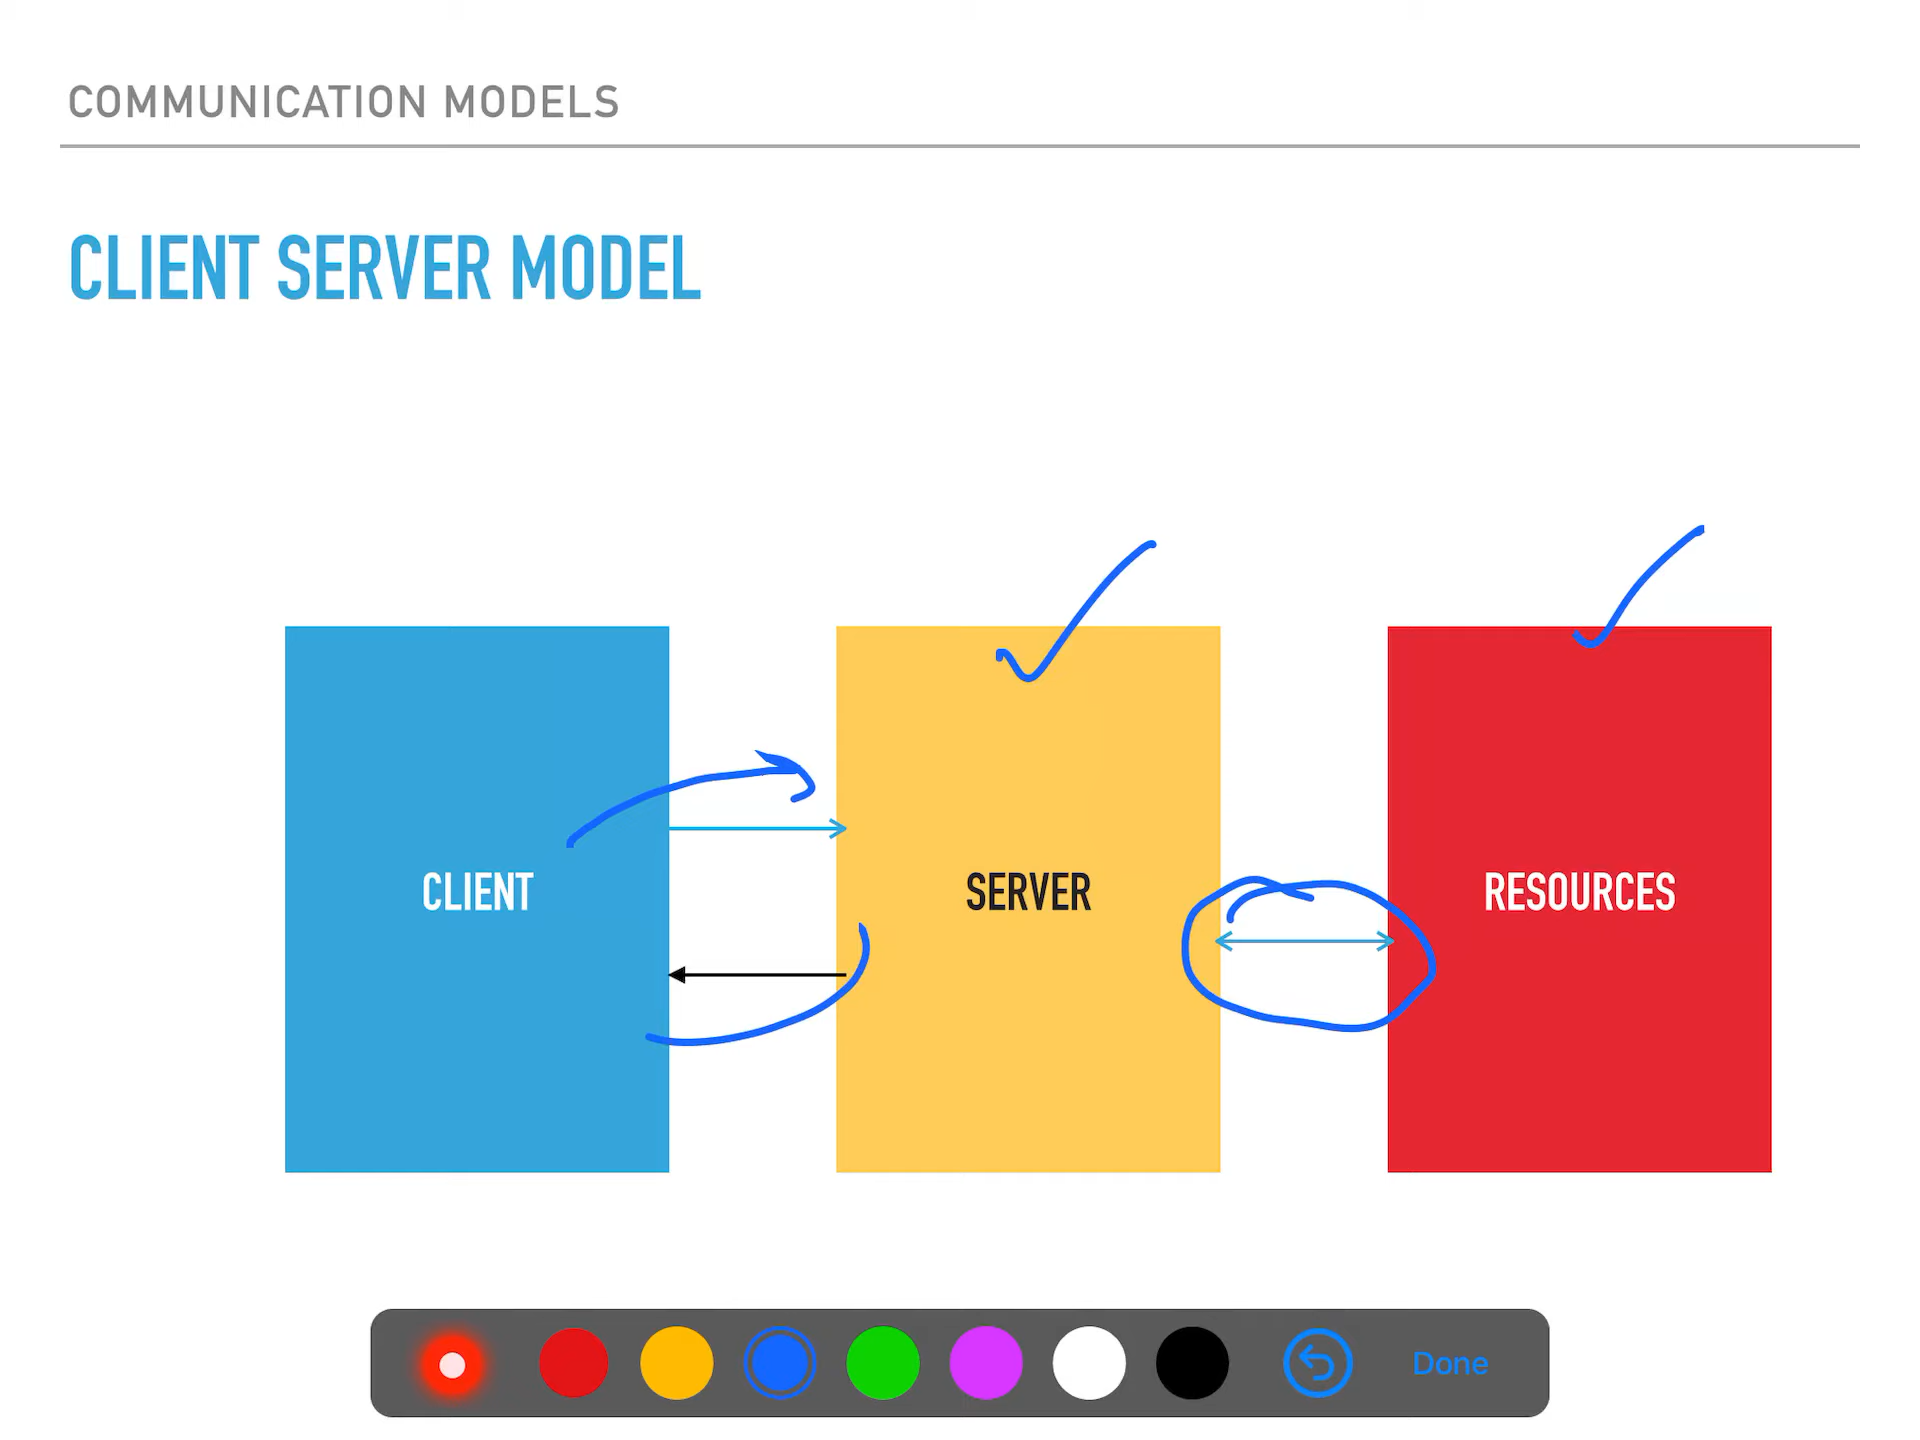 COMMUNICATION MODELS
CLIENT SERVER MODEL
CLIENT
SERVER
RESOURCES
Done